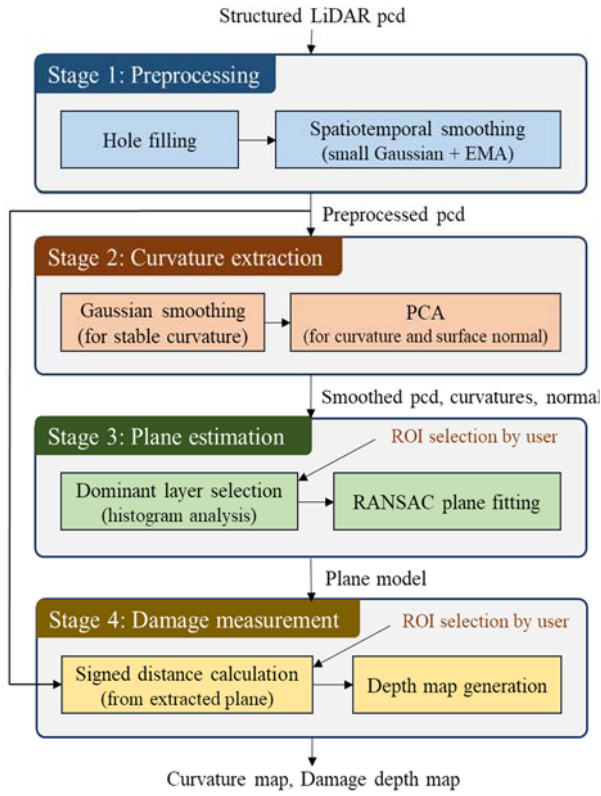 Structured LiDAR pcd
Stage 1: Preprocessing
Hole filling
Spatiotemporal smoothing
(small Gaussian + EMA)
Preprocessed pcd
Stage 2: Curvature extraction
Gaussian smoothing
(for stable curvature)
PCA
(for curvature and surface normal)
Smoothed pcd, curvatures, normal
Stage 3: Plane estimation
ROI selection by user
Dominant layer selection
(histogram analysis)
RANSAC plane fitting
Plane model
Stage 4: Damage measurement
ROI selection by user
Signed distance calculation
(from extracted plane)
Depth map generation
Curvature map, Damage depth map